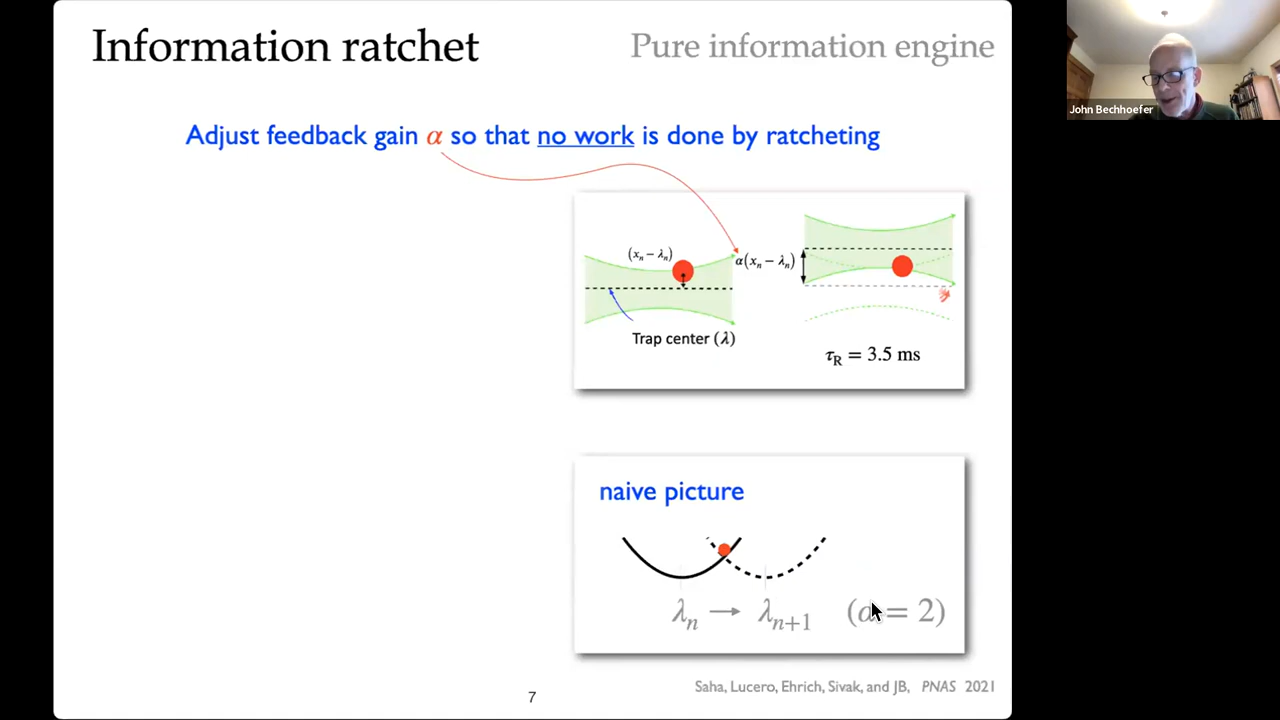 Information ratchet
Pure information engine
John Bechhoefer
Adjust feedback gain α so that no work is done by ratcheting
(xₙ − λₙ)
α(xₙ − λₙ)
Trap center (λ)
τ_R = 3.5 ms
naive picture
λₙ → λₙ₊₁ (α = 2)
Saha, Lucero, Ehrich, Sivak, and JB, PNAS 2021
7